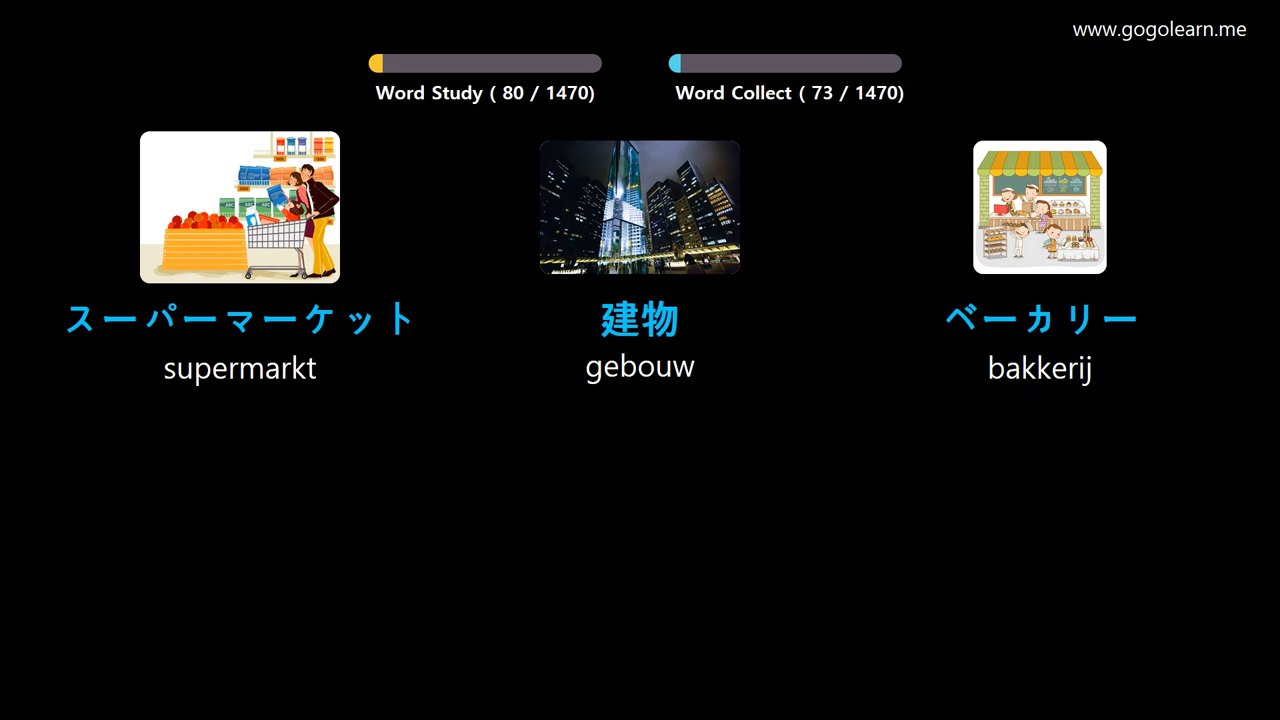 www.gogolearn.me
Word Study ( 80 / 1470)
Word Collect ( 73 / 1470)
スーパーマーケット
supermarkt
建物
gebouw
ベーカリー
bakkerij